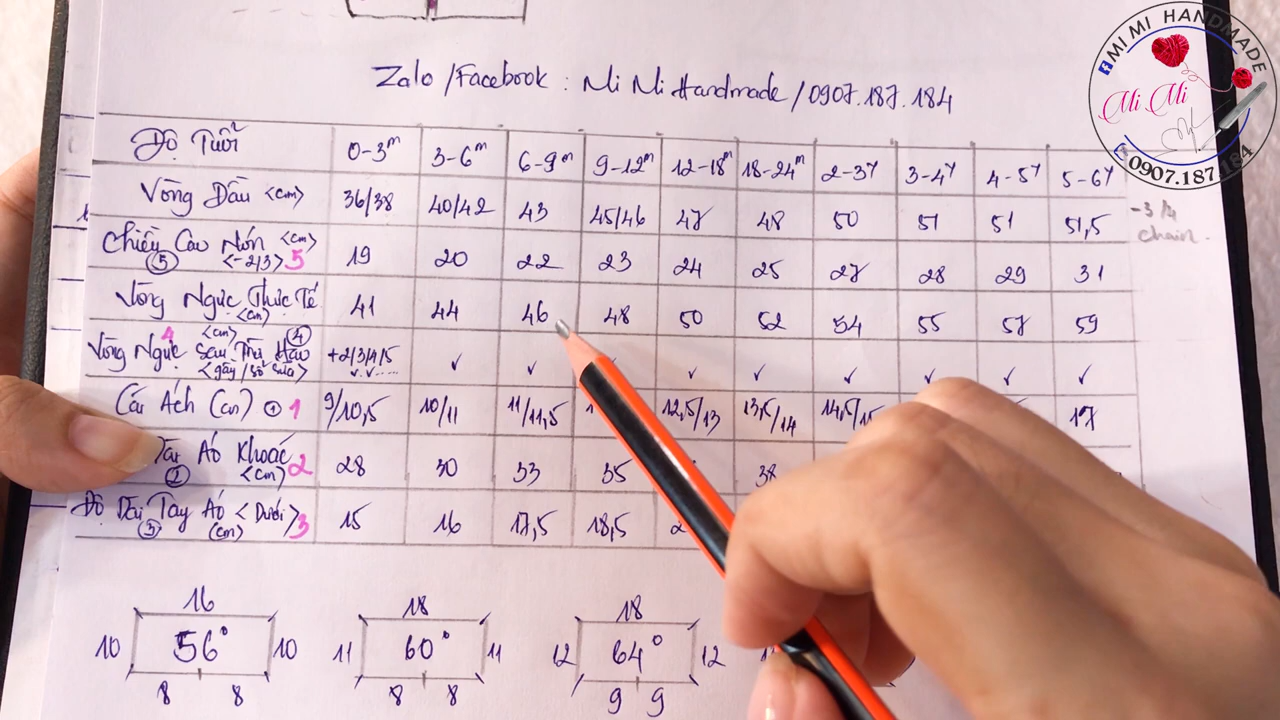 Zalo/Facebook: Mi Mi Handmade/0907.187.184
MI MI HANDMADE
Mi Mi
0907.187.184
Độ Tuổi 0-3m 3-6m 6-9m 9-12m 12-18m 18-24m 2-3y 3-4y 4-5y 5-6y
Vòng Đầu <cm> 36/38 40/42 43 45/46 47 48 50 51 51 51,5
-3/4
chain.
Chiều Cao Nón <cm>
5 <-2/3> 5 19 20 22 23 24 25 27 28 29 31
Vòng Ngực Thực Tế
<cm> 41 44 46 48 50 52 54 55 57 59
4 <cm> 4
Vòng Ngực Sau Trừ Hao +2/3/4/5 ✓ ✓ ✓ ✓ ✓ ✓ ✓
Cái Ách (cm) 1 9/10,5 10/11 11/11,5 12,5/13 13,5/14 17
Dài Áo Khoác
2 <cm> 2 28 30 33 35 38
Độ Dài Tay Áo <Dưới>
3 (cm) 3 15 16 17,5 18,5
16 18 18
10 56° 10 11 60° 11 12 64° 12
8 8 8 8 9 9